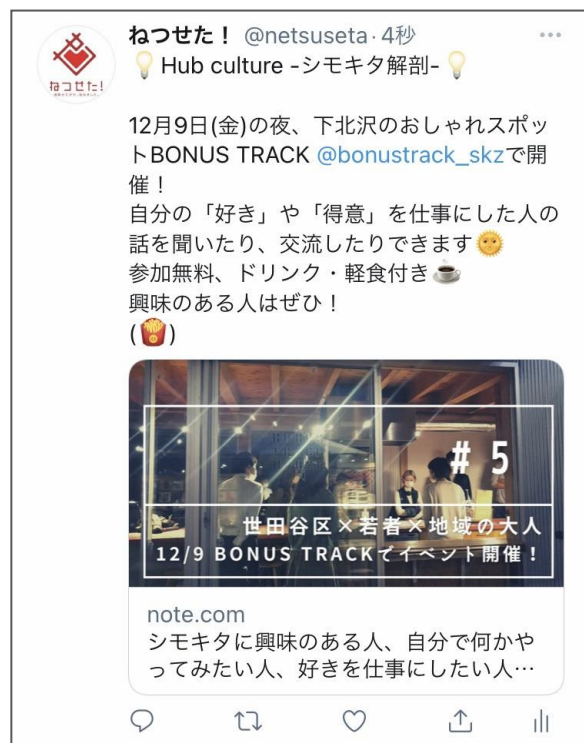 ねつせた！ @netsuseta・4秒
💡Hub culture -シモキタ解剖-💡
12月9日(金)の夜、下北沢のおしゃれスポッ
トBONUS TRACK @bonustrack_skzで開
催！
自分の「好き」や「得意」を仕事にした人の
話を聞いたり、交流したりできます🌞
参加無料、ドリンク・軽食付き☕
興味のある人はぜひ！
(🍟)
ねつせた！
#5
世田谷区×若者×地域の大人
12/9 BONUS TRACKでイベント開催！
note.com
シモキタに興味のある人、自分で何かや
ってみたい人、好きを仕事にしたい人…